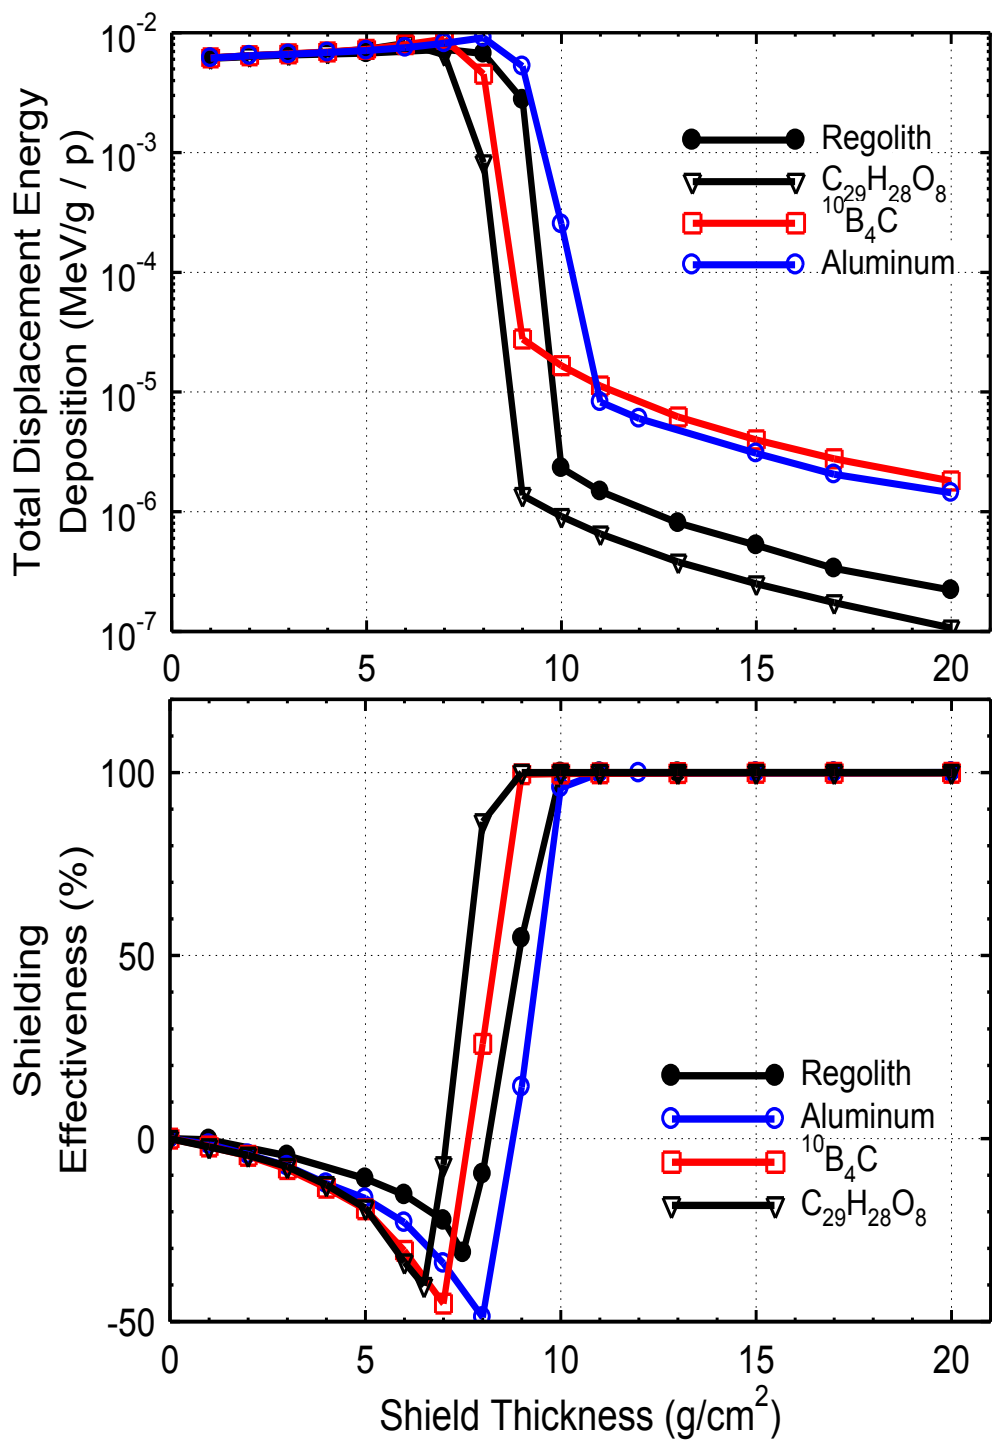 Total Displacement Energy
Deposition (MeV/g / p)
10⁻²
10⁻³
10⁻⁴
10⁻⁵
10⁻⁶
10⁻⁷
Regolith
C₂₉H₂₈O₈
¹⁰B₄C
Aluminum
0 5 10 15 20
Shielding
Effectiveness (%)
100
50
0
-50
Regolith
Aluminum
¹⁰B₄C
C₂₉H₂₈O₈
0 5 10 15 20
Shield Thickness (g/cm²)